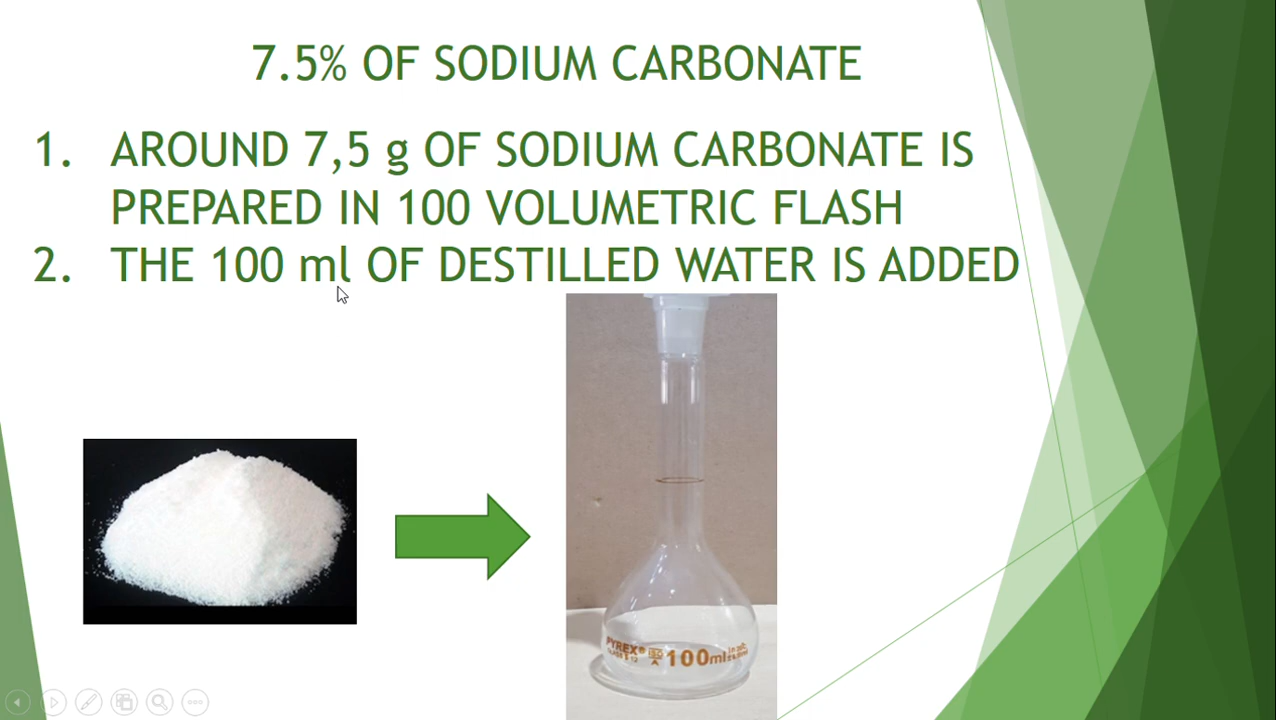 7.5% OF SODIUM CARBONATE
1. AROUND 7,5 g OF SODIUM CARBONATE IS
PREPARED IN 100 VOLUMETRIC FLASH
2. THE 100 ml OF DESTILLED WATER IS ADDED
PYREX®
A
100ml